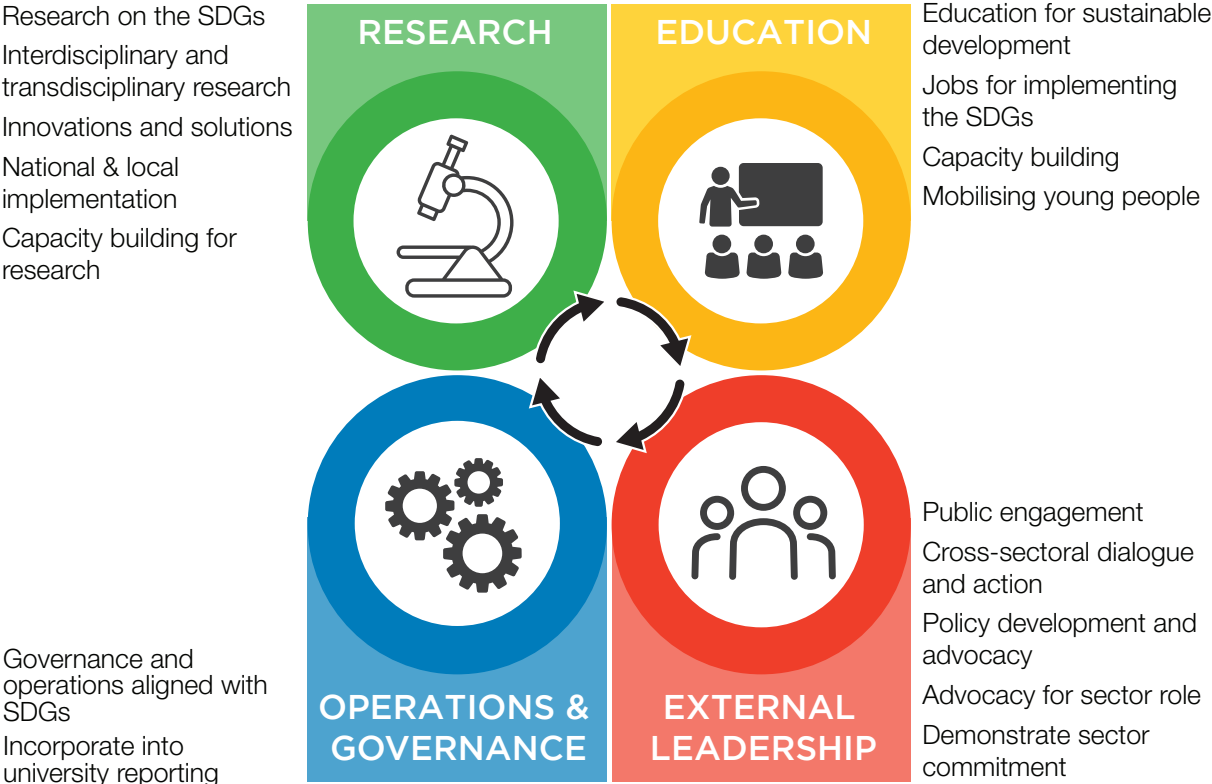 RESEARCH
Research on the SDGs
Interdisciplinary and
transdisciplinary research
Innovations and solutions
National & local
implementation
Capacity building for
research
EDUCATION
Education for sustainable
development
Jobs for implementing
the SDGs
Capacity building
Mobilising young people
OPERATIONS &
GOVERNANCE
Governance and
operations aligned with
SDGs
Incorporate into
university reporting
EXTERNAL
LEADERSHIP
Public engagement
Cross-sectoral dialogue
and action
Policy development and
advocacy
Advocacy for sector role
Demonstrate sector
commitment